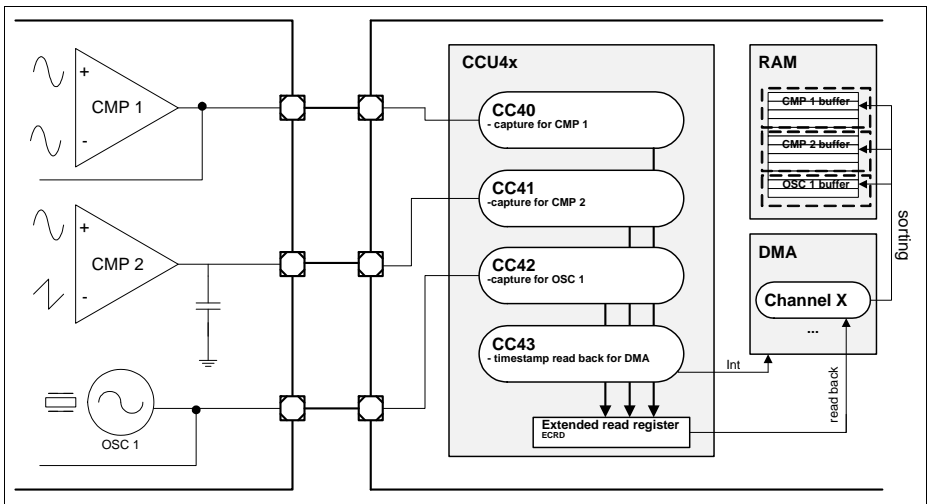 +
CMP 1
-
+
CMP 2
-
OSC 1
CCU4x
CC40
- capture for CMP 1
CC41
-capture for CMP 2
CC42
-capture for OSC 1
CC43
- timestamp read back for DMA
Extended read register
ECRD
Int
RAM
CMP 1 buffer
CMP 2 buffer
OSC 1 buffer
DMA
Channel X
...
read back
sorting